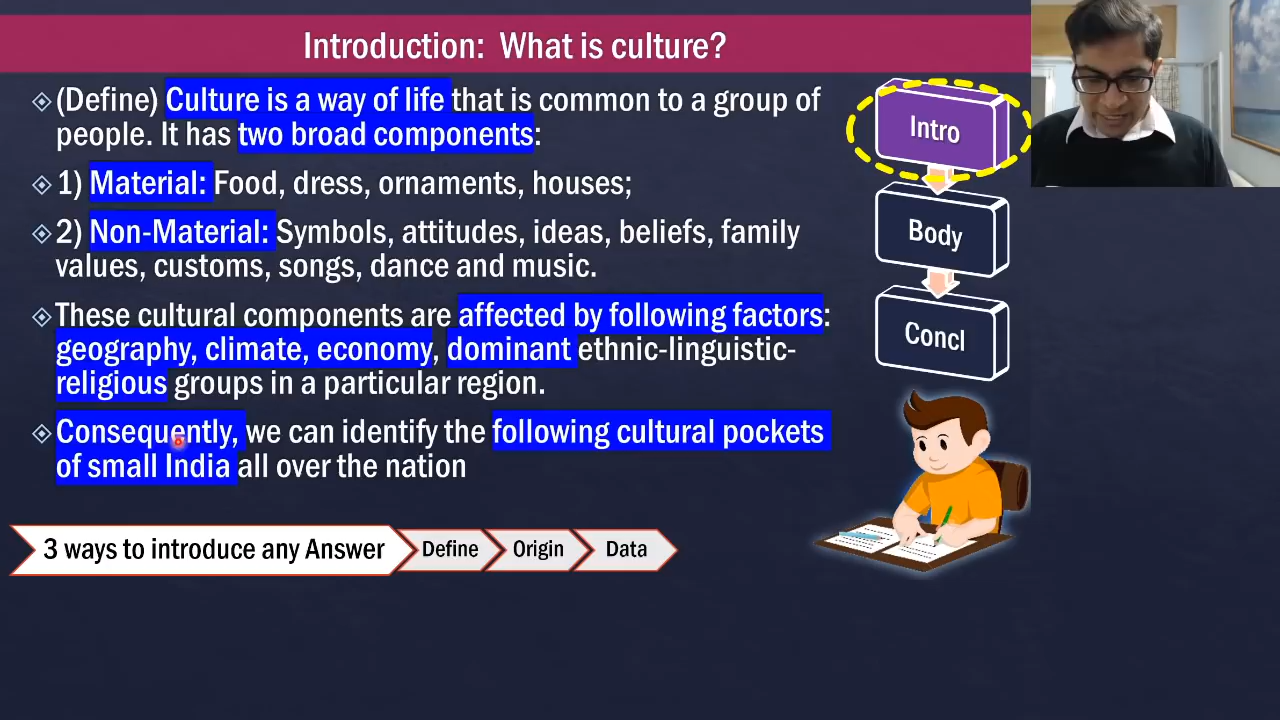 Introduction: What is culture?
(Define) Culture is a way of life that is common to a group of
people. It has two broad components:
1) Material: Food, dress, ornaments, houses;
2) Non-Material: Symbols, attitudes, ideas, beliefs, family
values, customs, songs, dance and music.
These cultural components are affected by following factors:
geography, climate, economy, dominant ethnic-linguistic-
religious groups in a particular region.
Consequently, we can identify the following cultural pockets
of small India all over the nation
3 ways to introduce any Answer
Define
Origin
Data
Intro
Body
Concl